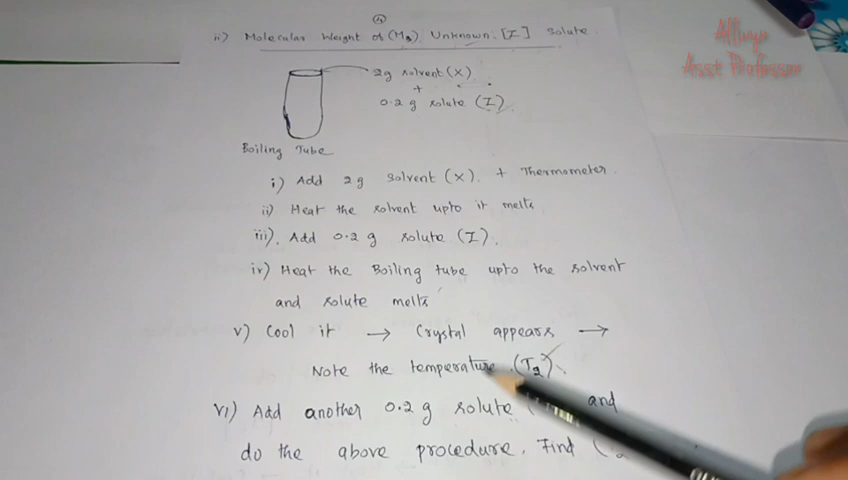 Alluyu
Asst. Professor
ii) Molecular Weight of (M2) Unknown [I] Solute
2g solvent (X)
+
0.2 g solute (I)
Boiling Tube
i) Add 2g solvent (X) + Thermometer
ii) Heat the solvent upto it melts
iii) Add 0.2 g solute (I).
iv) Heat the Boiling tube upto the solvent
and solute melts
v) Cool it → Crystal appears →
Note the temperature (T2)
vi) Add another 0.2 g solute and
do the above procedure. Find